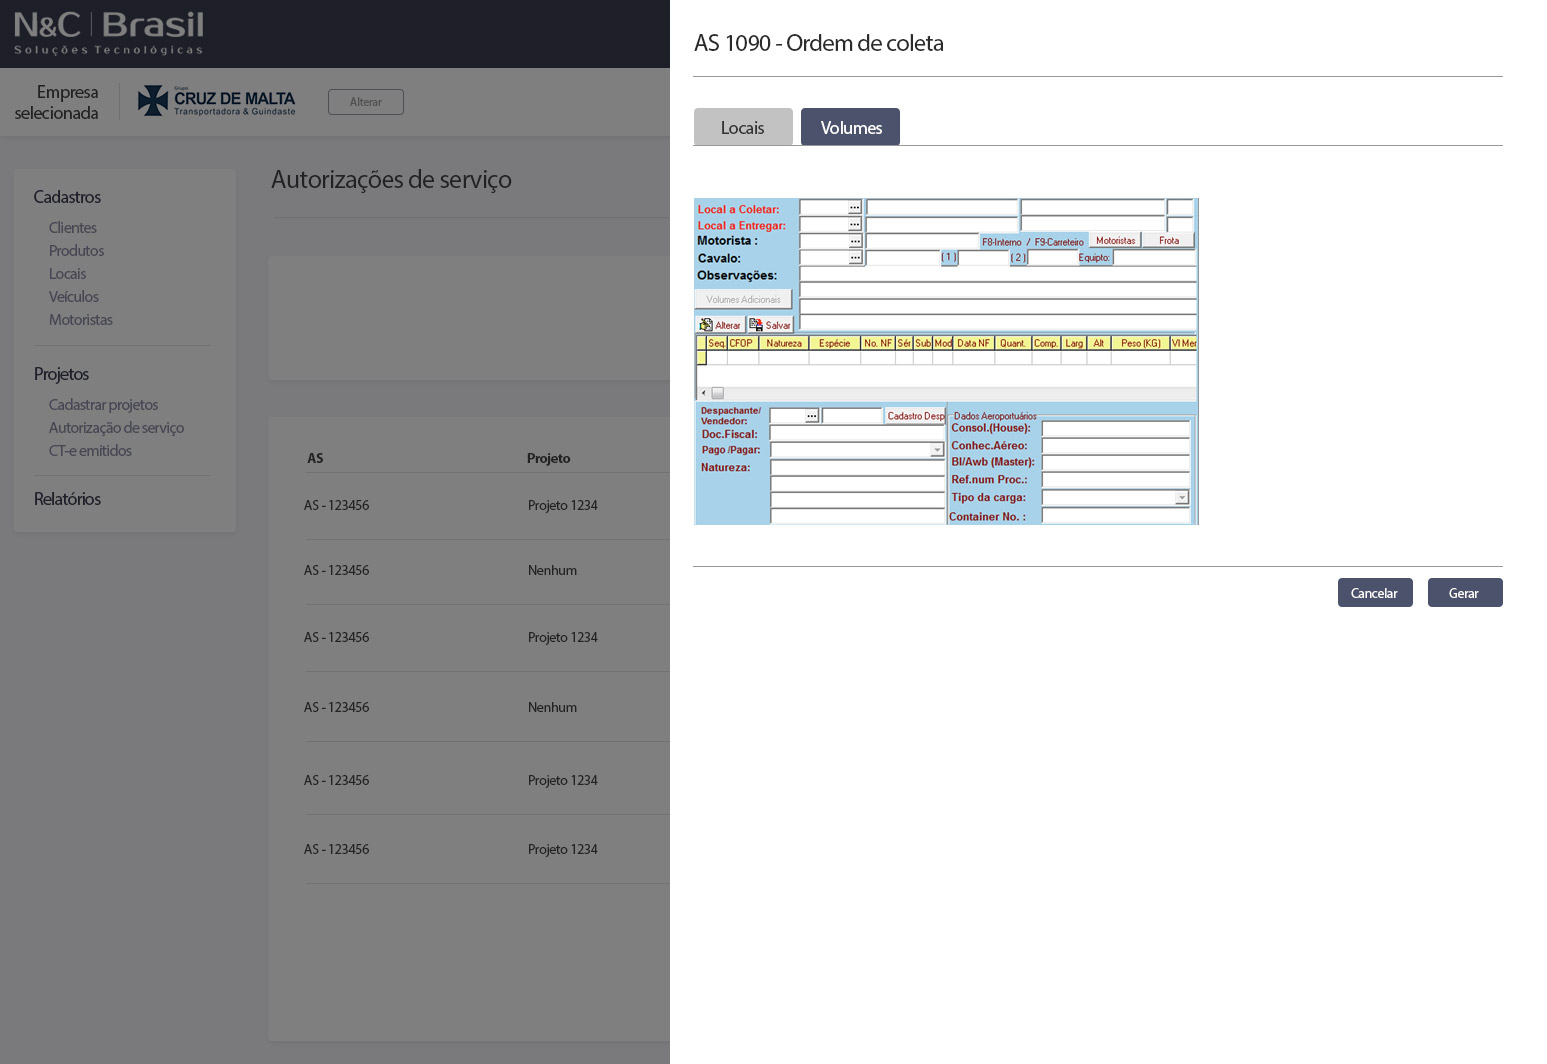 N&C | Brasil
Soluções Tecnológicas
Empresa
selecionada
Grupo
CRUZ DE MALTA
Transportadora & Guindaste
Alterar
Cadastros
Clientes
Produtos
Locais
Veículos
Motoristas
Projetos
Cadastrar projetos
Autorização de serviço
CT-e emitidos
Relatórios
Autorizações de serviço
AS Projeto
AS - 123456 Projeto 1234
AS - 123456 Nenhum
AS - 123456 Projeto 1234
AS - 123456 Nenhum
AS - 123456 Projeto 1234
AS - 123456 Projeto 1234
AS 1090 - Ordem de coleta
Locais Volumes
Local a Coletar: ...
Local a Entregar: ...
Motorista : ... F8-Interno / F9-Carreteiro Motoristas Frota
Cavalo: ... ( 1 ) ( 2 ) Equipto:
Observações:
Volumes Adicionais
Alterar Salvar
Seq. CFOP Natureza Espécie No. NF Sér Sub Mod Data NF Quant. Comp. Larg Alt Peso (KG) Vl Mer
Despachante/
Vendedor: ... Cadastro Desp
Doc.Fiscal:
Pago /Pagar:
Natureza:
Dados Aeroportuários
Consol.(House):
Conhec.Aéreo:
Bl/Awb (Master):
Ref.num Proc.:
Tipo da carga:
Container No. :
Cancelar Gerar